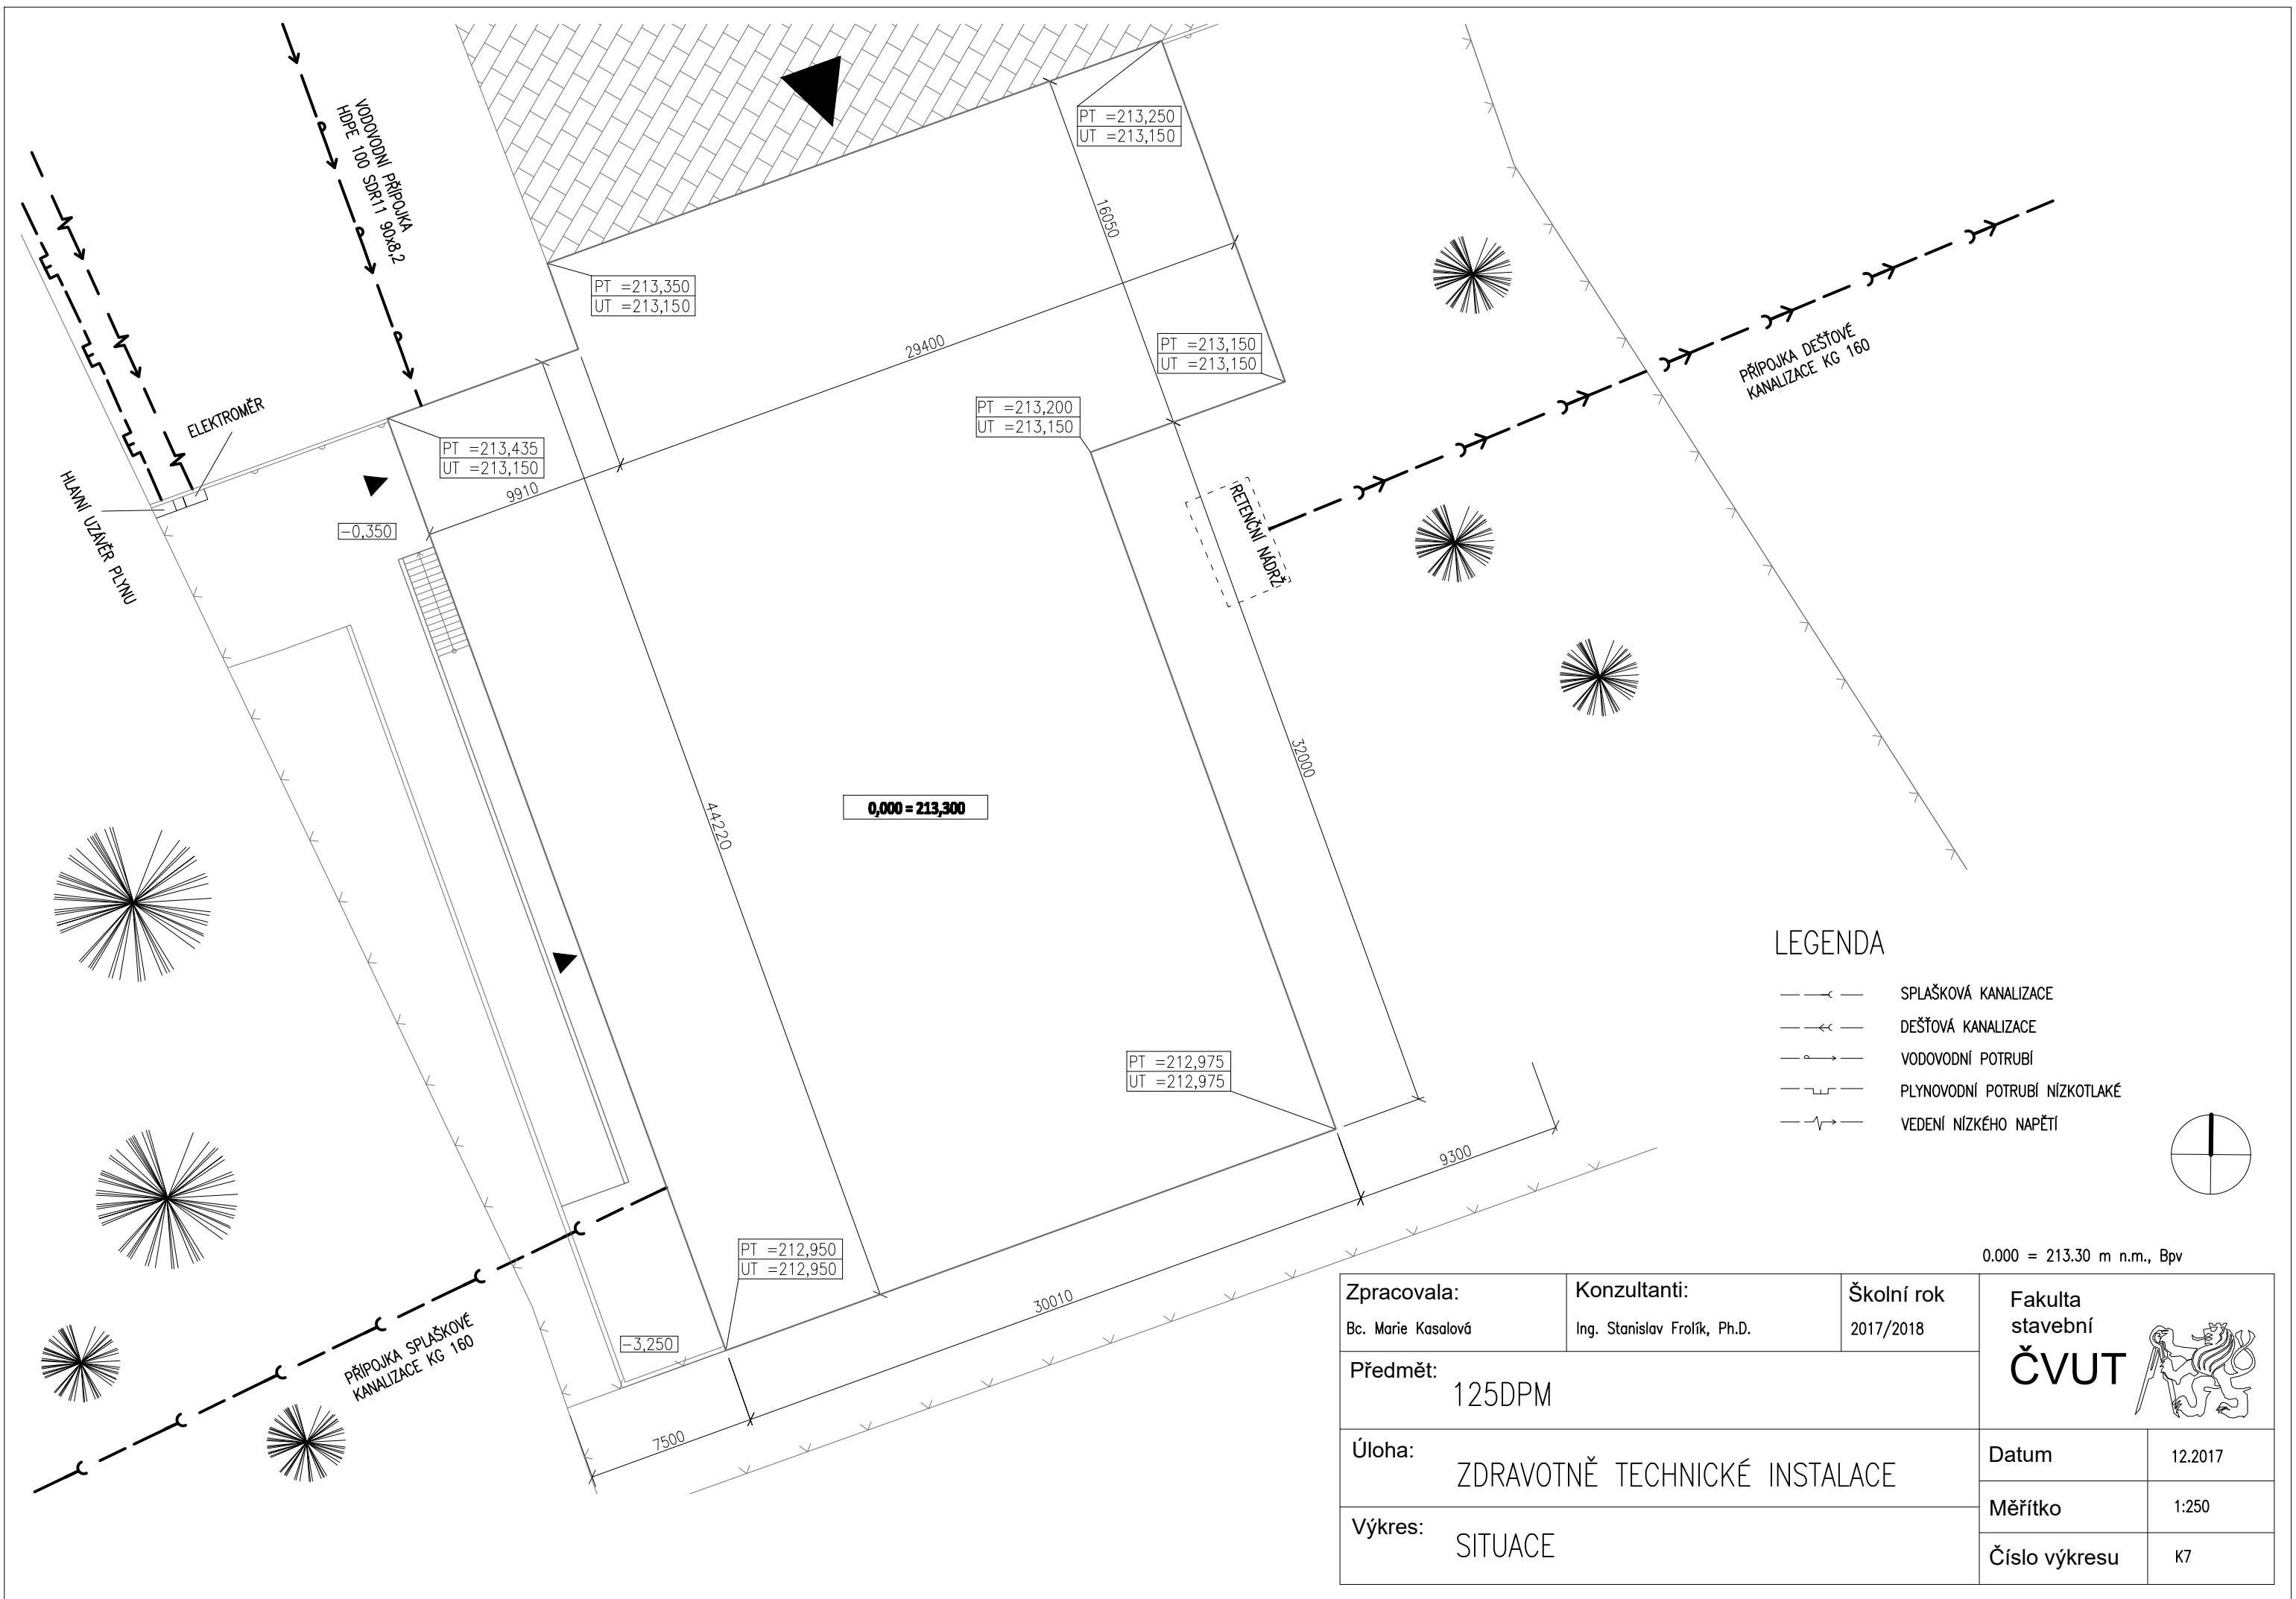 VODOVODNÍ PŘÍPOJKA
HDPE 100 SDR11 90x8,2
PT =213,250
UT =213,150
16050
PT =213,350
UT =213,150
29400
PT =213,150
UT =213,150
PŘÍPOJKA DEŠŤOVÉ
KANALIZACE KG 160
ELEKTROMĚR
PT =213,200
UT =213,150
PT =213,435
UT =213,150
9910
HLAVNÍ UZÁVĚR PLYNU
-0,350
RETENČNÍ NÁDRŽ
32000
44220
0,000 = 213,300
LEGENDA
SPLAŠKOVÁ KANALIZACE
DEŠŤOVÁ KANALIZACE
VODOVODNÍ POTRUBÍ
PLYNOVODNÍ POTRUBÍ NÍZKOTLAKÉ
VEDENÍ NÍZKÉHO NAPĚTÍ
PT =212,975
UT =212,975
9300
PT =212,950
UT =212,950
30010
-3,250
PŘÍPOJKA SPLAŠKOVÉ
KANALIZACE KG 160
7500
0.000 = 213.30 m n.m., Bpv
Zpracovala:
Bc. Marie Kasalová
Konzultanti:
Ing. Stanislav Frolík, Ph.D.
Školní rok
2017/2018
Fakulta
stavební
ČVUT
Předmět:
125DPM
Úloha:
ZDRAVOTNĚ TECHNICKÉ INSTALACE
Výkres:
SITUACE
Datum
12.2017
Měřítko
1:250
Číslo výkresu
K7